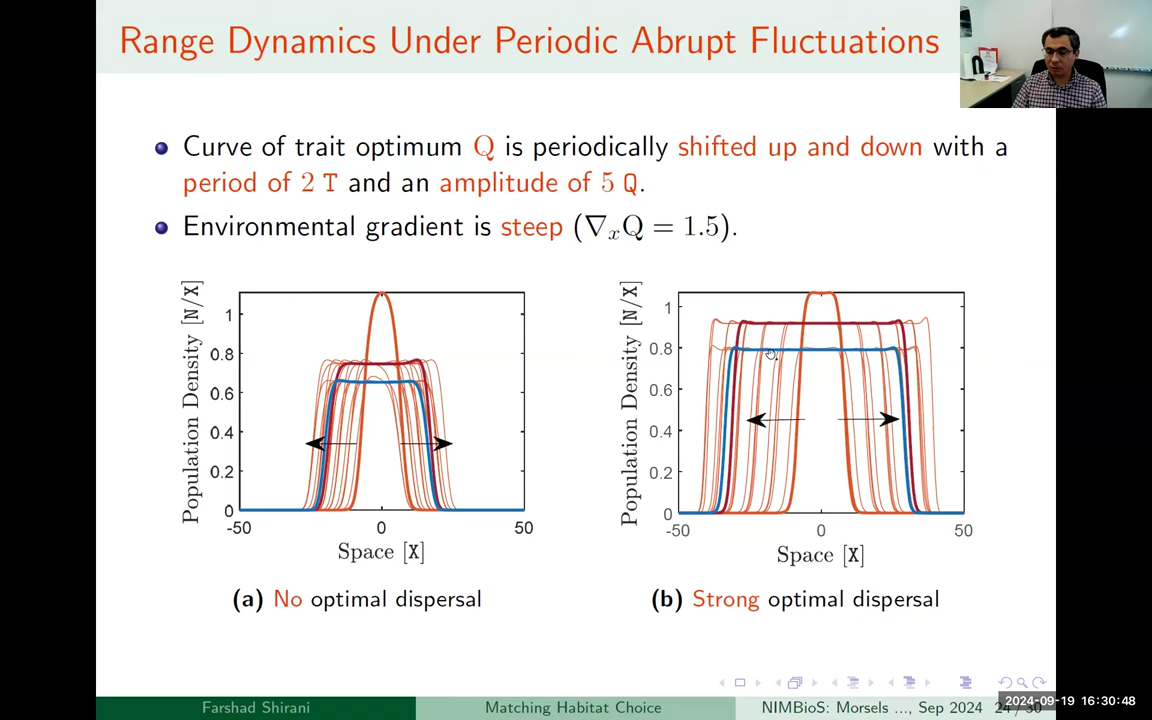 Range Dynamics Under Periodic Abrupt Fluctuations
Curve of trait optimum Q is periodically shifted up and down with a
period of 2 T and an amplitude of 5 Q.
Environmental gradient is steep (∇ₓQ = 1.5).
Population Density [N/X]
1
0.8
0.6
0.4
0.2
0
-50
0
50
Space [X]
(a) No optimal dispersal
Population Density [N/X]
1
0.8
0.6
0.4
0.2
0
-50
0
50
Space [X]
(b) Strong optimal dispersal
Farshad Shirani
Matching Habitat Choice
NIMBioS: Morsels ..., Sep 2024
24 / 30
2024-09-19 16:30:48